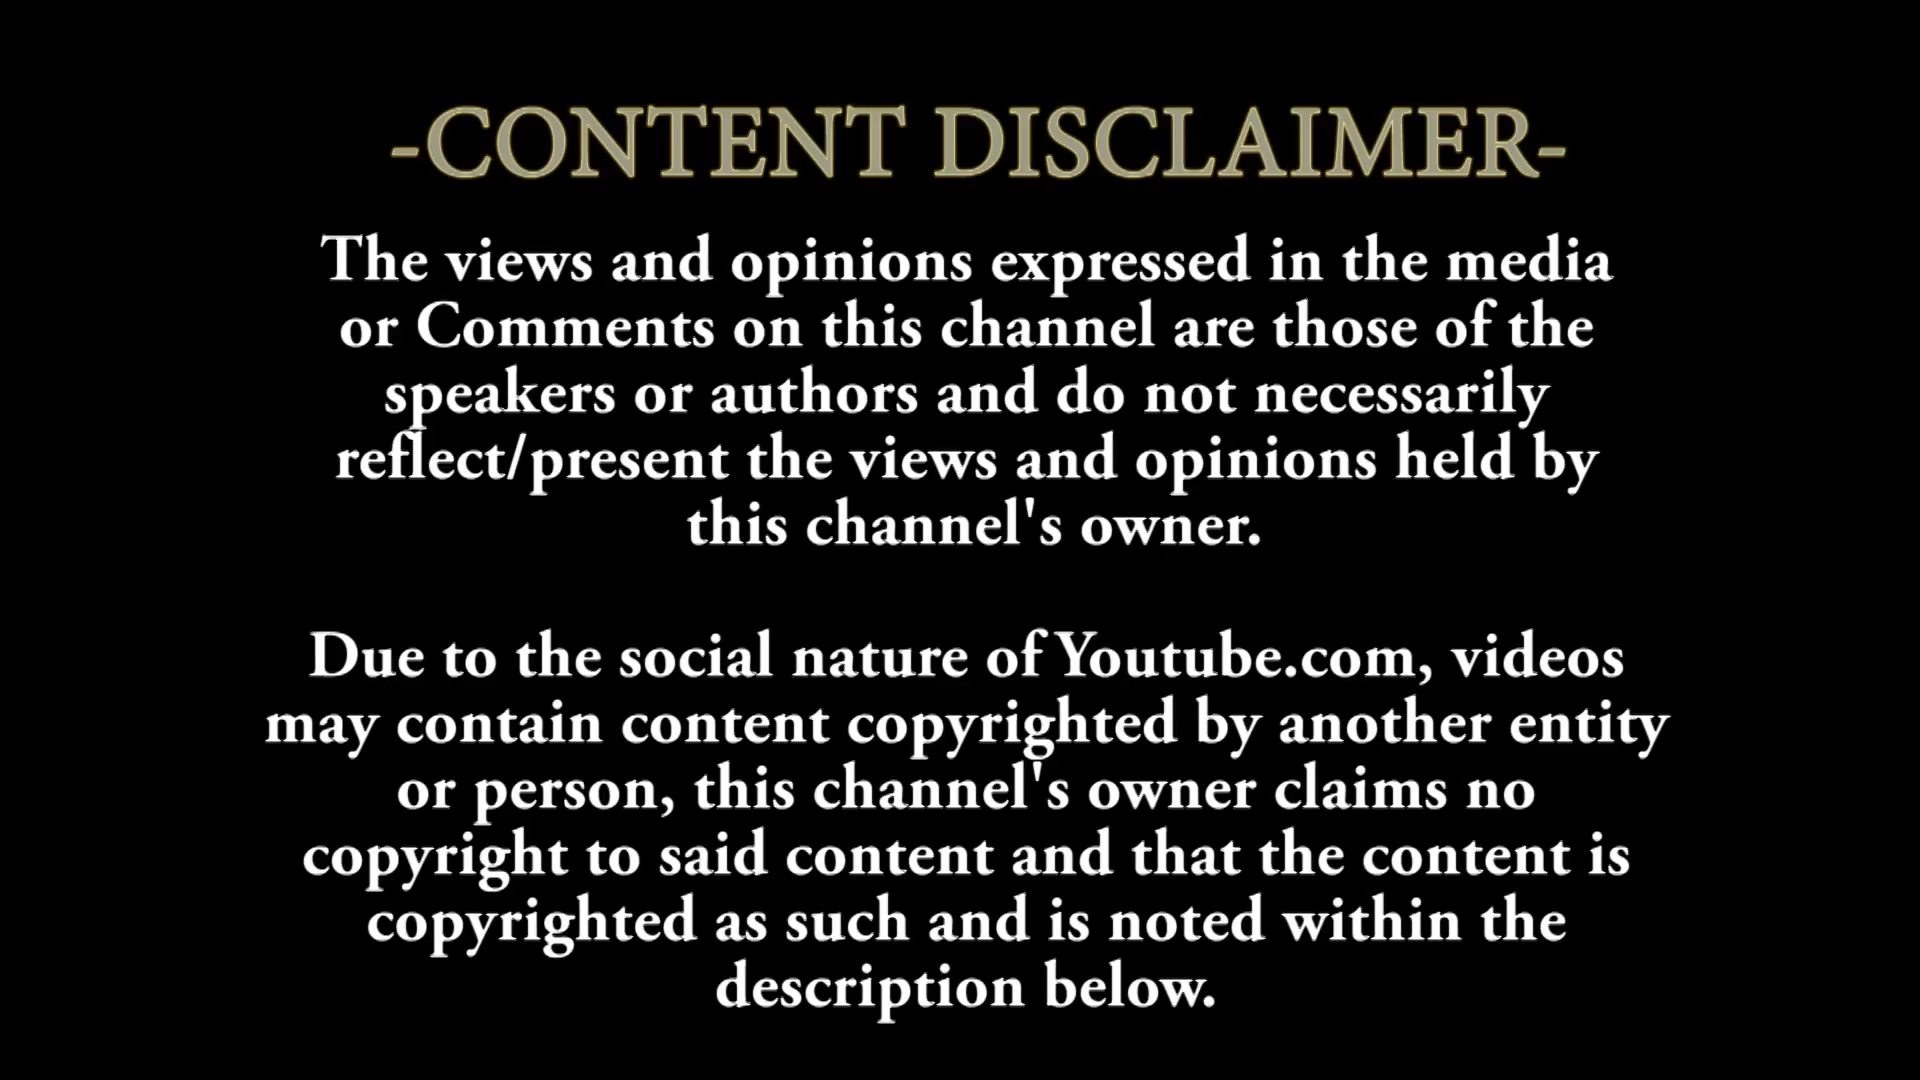 -CONTENT DISCLAIMER-
The views and opinions expressed in the media
or Comments on this channel are those of the
speakers or authors and do not necessarily
reflect/present the views and opinions held by
this channel's owner.
Due to the social nature of Youtube.com, videos
may contain content copyrighted by another entity
or person, this channel's owner claims no
copyright to said content and that the content is
copyrighted as such and is noted within the
description below.